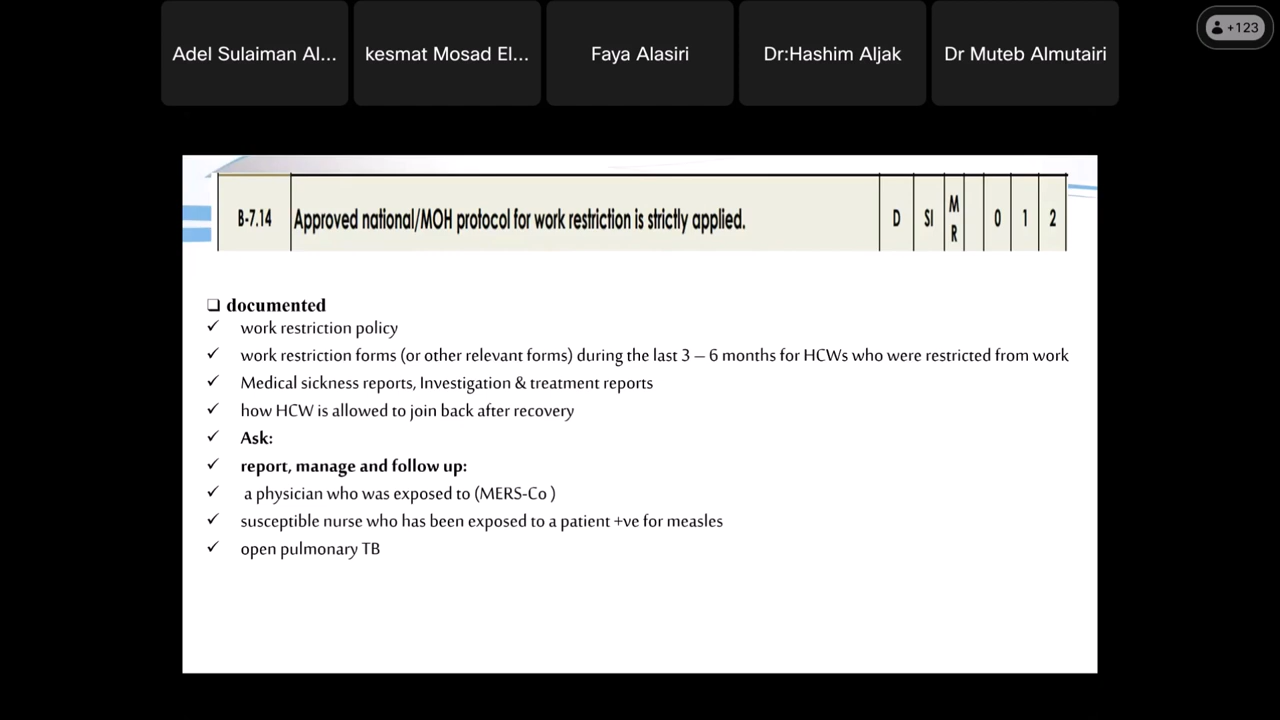 Adel Sulaiman Al...
kesmat Mosad El...
Faya Alasiri
Dr:Hashim Aljak
Dr Muteb Almutairi
+123
B-7.14 Approved national/MOH protocol for work restriction is strictly applied. D SI M R 0 1 2
❑ documented
✓ work restriction policy
✓ work restriction forms (or other relevant forms) during the last 3 – 6 months for HCWs who were restricted from work
✓ Medical sickness reports, Investigation & treatment reports
✓ how HCW is allowed to join back after recovery
✓ Ask:
✓ report, manage and follow up:
✓ a physician who was exposed to (MERS-Co )
✓ susceptible nurse who has been exposed to a patient +ve for measles
✓ open pulmonary TB